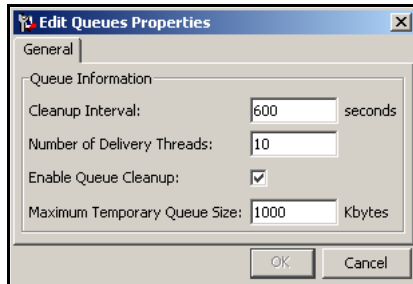 Edit Queues Properties
General
Queue Information
Cleanup Interval: 600 seconds
Number of Delivery Threads: 10
Enable Queue Cleanup:
Maximum Temporary Queue Size: 1000 Kbytes
OK Cancel